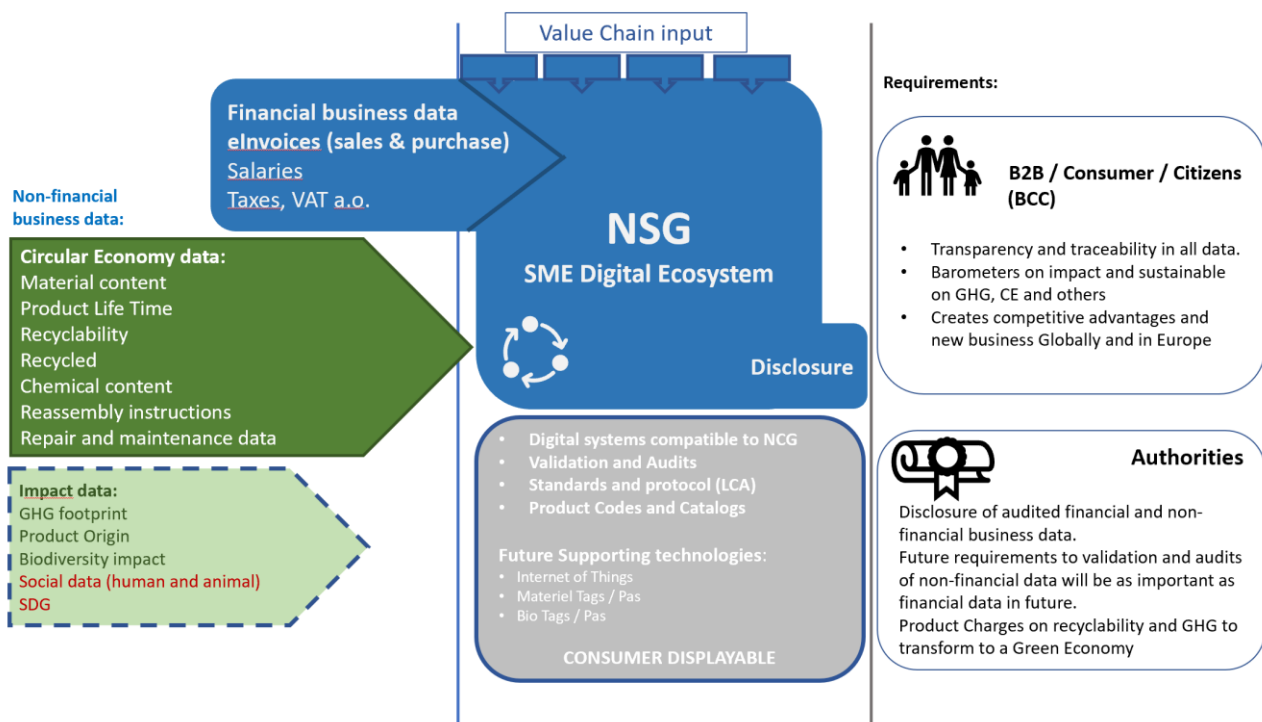 Value Chain input
Financial business data
eInvoices (sales & purchase)
Salaries
Taxes, VAT a.o.
Non-financial
business data:
Circular Economy data:
Material content
Product Life Time
Recyclability
Recycled
Chemical content
Reassembly instructions
Repair and maintenance data
Impact data:
GHG footprint
Product Origin
Biodiversity impact
Social data (human and animal)
SDG
NSG
SME Digital Ecosystem
Disclosure
• Digital systems compatible to NCG
• Validation and Audits
• Standards and protocol (LCA)
• Product Codes and Catalogs
Future Supporting technologies:
• Internet of Things
• Materiel Tags / Pas
• Bio Tags / Pas
CONSUMER DISPLAYABLE
Requirements:
B2B / Consumer / Citizens
(BCC)
• Transparency and traceability in all data.
• Barometers on impact and sustainable
on GHG, CE and others
• Creates competitive advantages and
new business Globally and in Europe
Authorities
Disclosure of audited financial and non-
financial business data.
Future requirements to validation and audits
of non-financial data will be as important as
financial data in future.
Product Charges on recyclability and GHG to
transform to a Green Economy